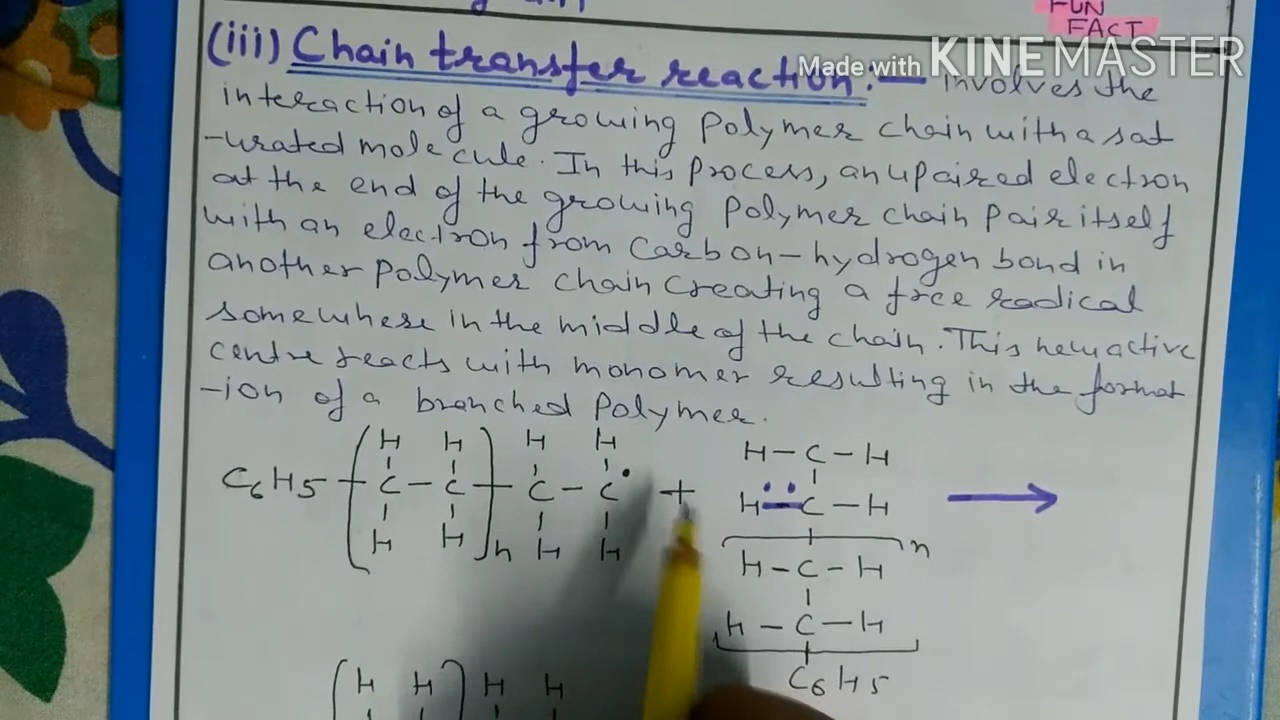 FUN
FACT
Made with KINEMASTER
(iii) Chain transfer reaction:— involves the
interaction of a growing polymer chain with a sat
-urated molecule. In this process, an upaired electron
at the end of the growing polymer chain pair itself
with an electron from carbon-hydrogen bond in
another polymer chain creating a free radical
somewhere in the middle of the chain. This new active
centre reacts with monomer resulting in the format
-ion of a branched polymer.
H H H H
C6H5-(C-C)-C-C• +
H H n H H
H-C-H
H-C-H →
n
H-C-H
H-C-H
C6H5
H H H H